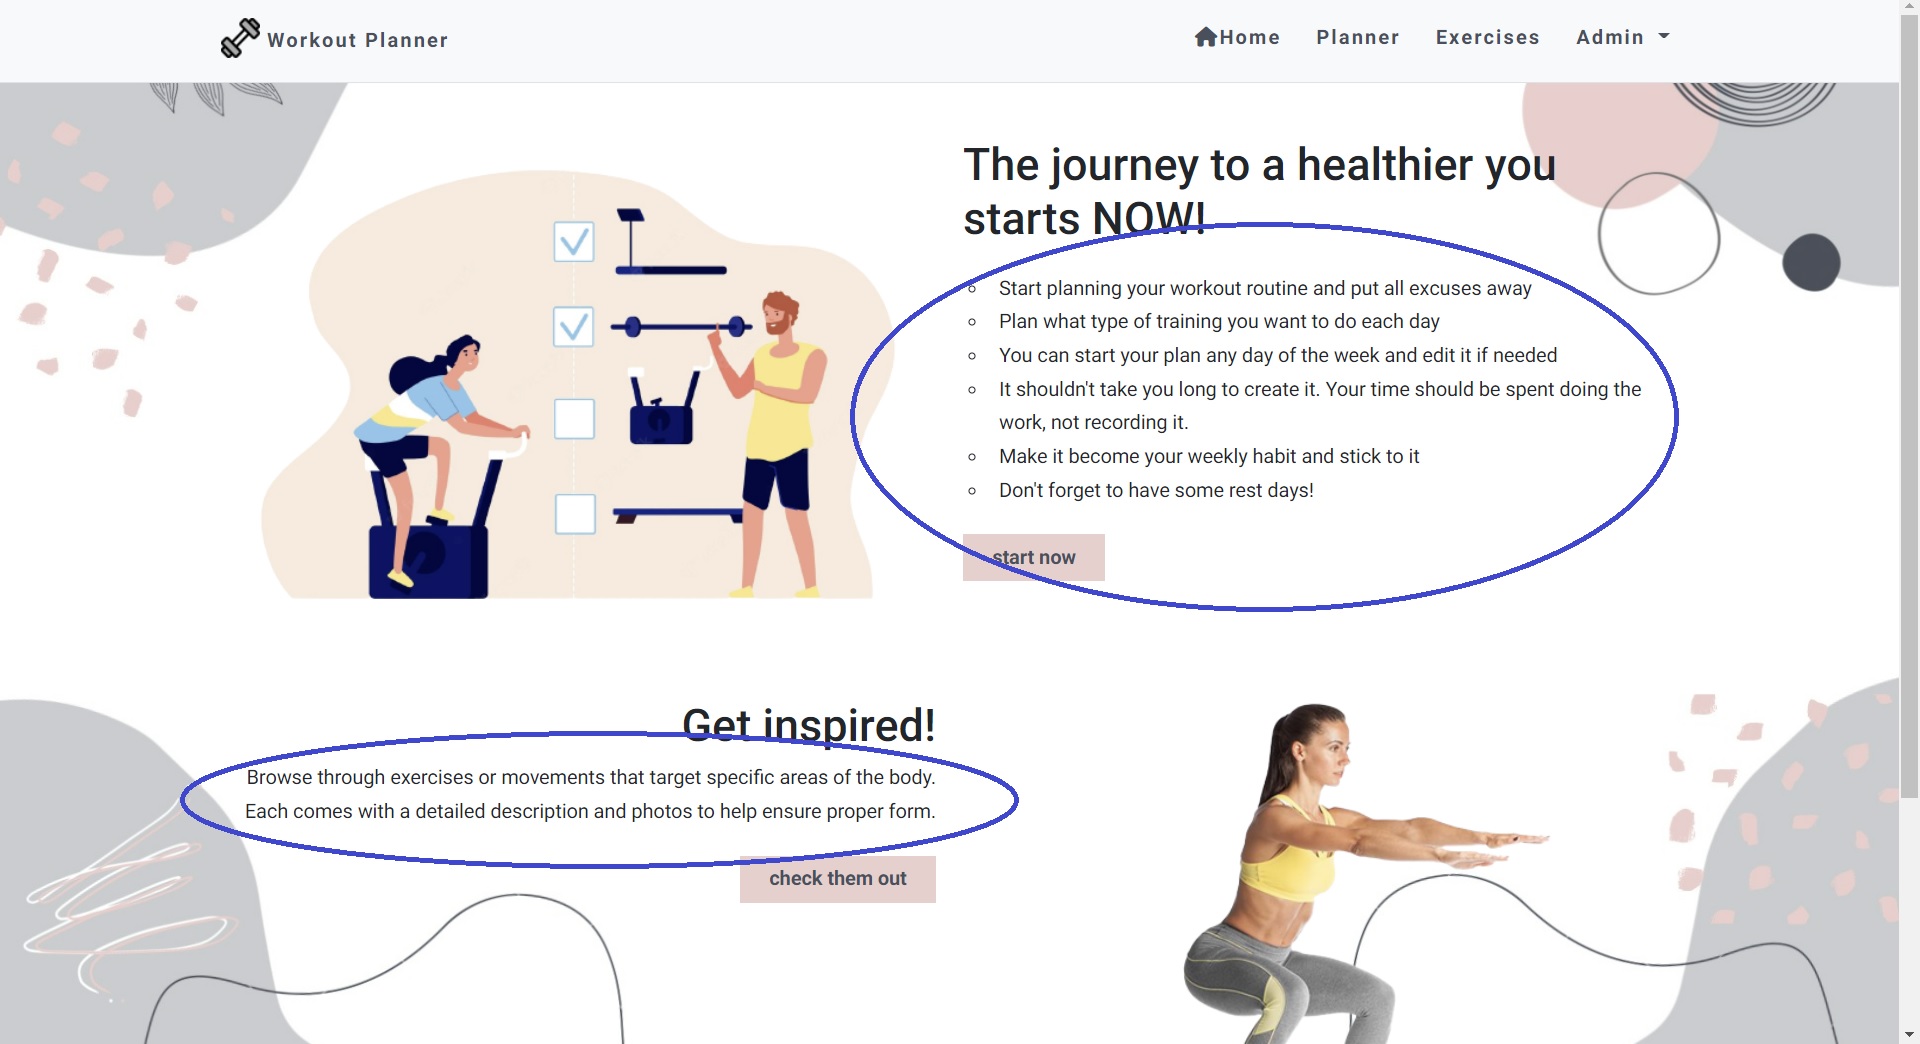 Workout Planner
Home Planner Exercises Admin
The journey to a healthier you
starts NOW!
Start planning your workout routine and put all excuses away
Plan what type of training you want to do each day
You can start your plan any day of the week and edit it if needed
It shouldn't take you long to create it. Your time should be spent doing the
work, not recording it.
Make it become your weekly habit and stick to it
Don't forget to have some rest days!
start now
Get inspired!
Browse through exercises or movements that target specific areas of the body.
Each comes with a detailed description and photos to help ensure proper form.
check them out